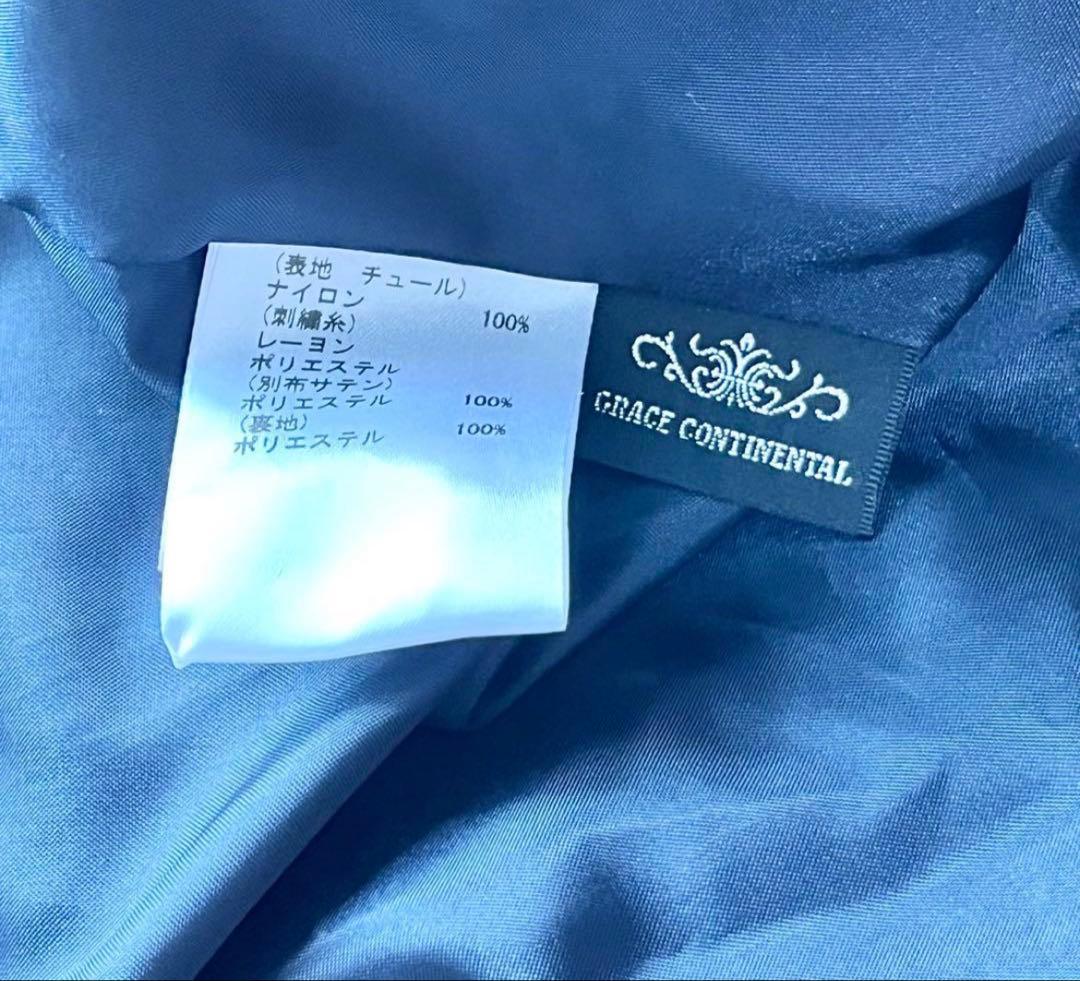 (表地 チュール)
ナイロン 100%
(刺繍糸)
レーヨン
ポリエステル
(別布サテン)
ポリエステル 100%
(裏地)
ポリエステル 100%
GRACE CONTINENTAL